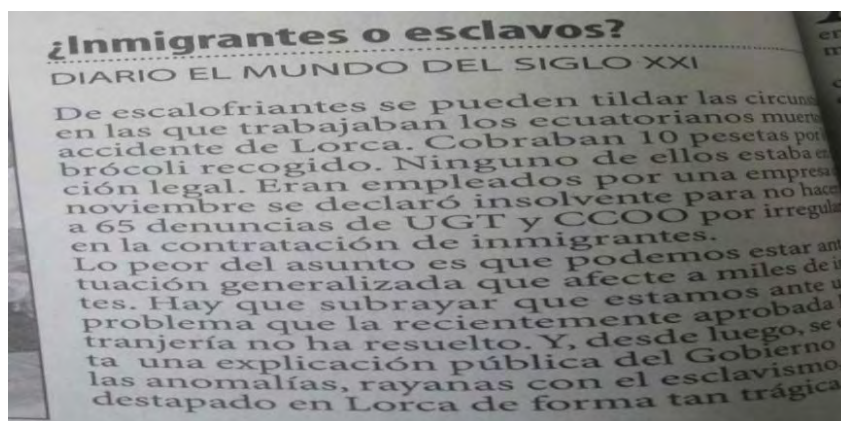 ¿Inmigrantes o esclavos?
DIARIO EL MUNDO DEL SIGLO XXI
De escalofriantes se pueden tildar las
en las que trabajaban los ecuatorianos
accidente de Lorca. Cobraban 10 pesetas por
brócoli recogido. Ninguno de ellos estaba
ción legal. Eran empleados por una
noviembre se declaró insolvente para no
a 65 denuncias de UGT y CCOO por
en la contratación de inmigrantes.
Lo peor del asunto es que podemos estar
tuación generalizada que afecte a miles de
tes. Hay que subrayar que estamos ante
problema que la recientemente aprobada
tranjería no ha resuelto. Y, desde luego, se
ta una explicación pública del Gobierno
las anomalías, rayanas con el esclavismo,
destapado en Lorca de forma tan trágica